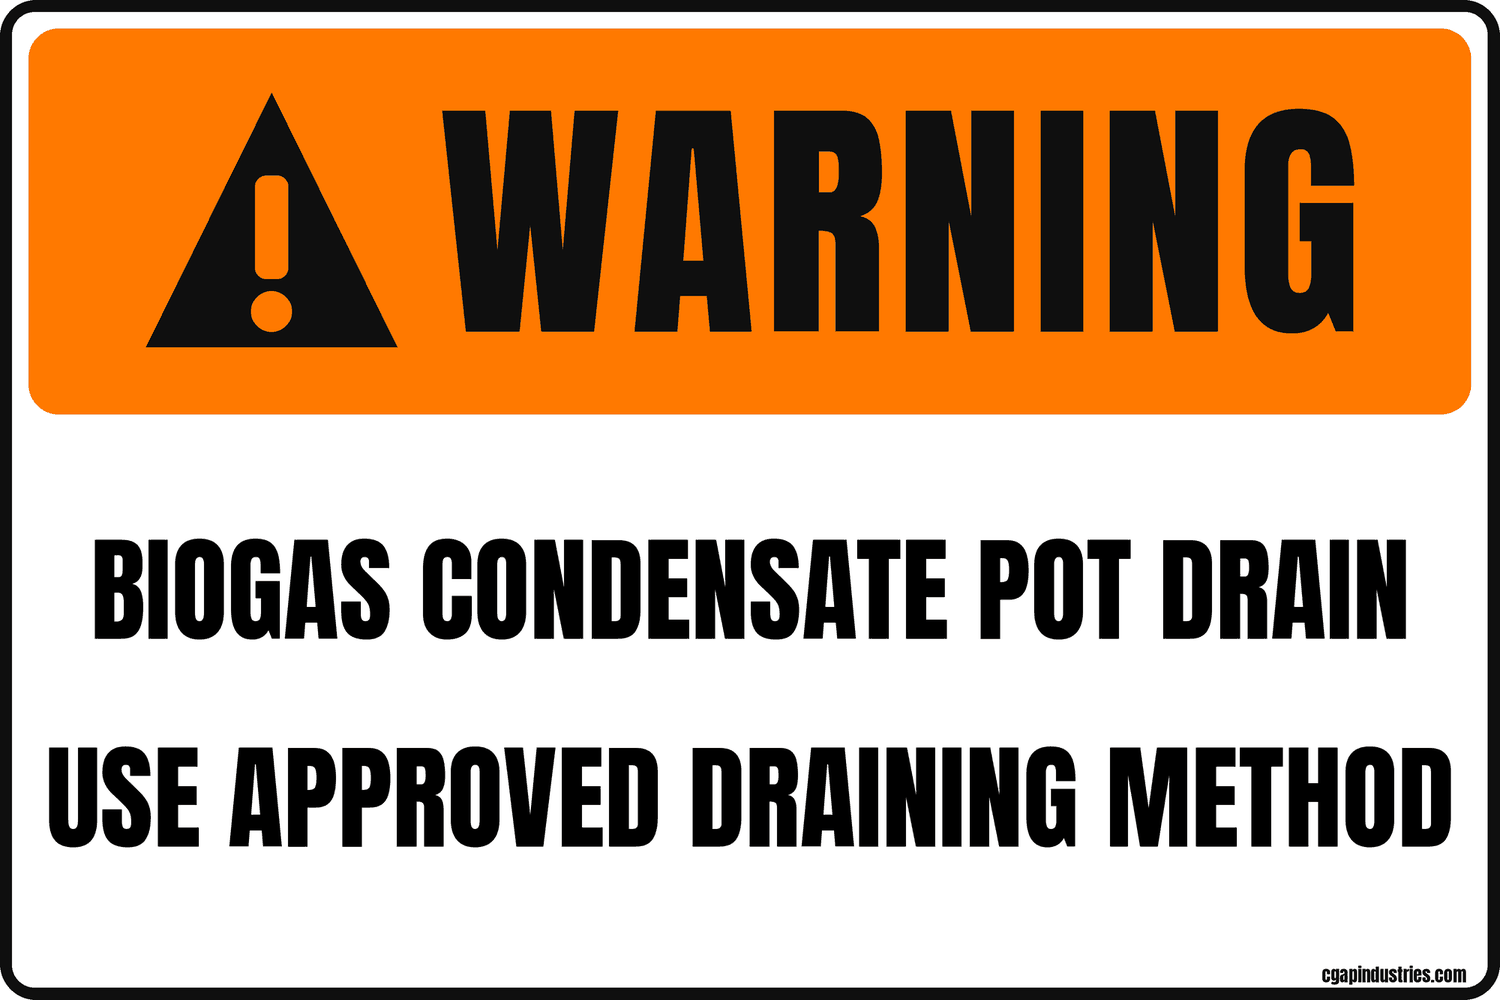 WARNING
BIOGAS CONDENSATE POT DRAIN
USE APPROVED DRAINING METHOD
cgapindustries.com